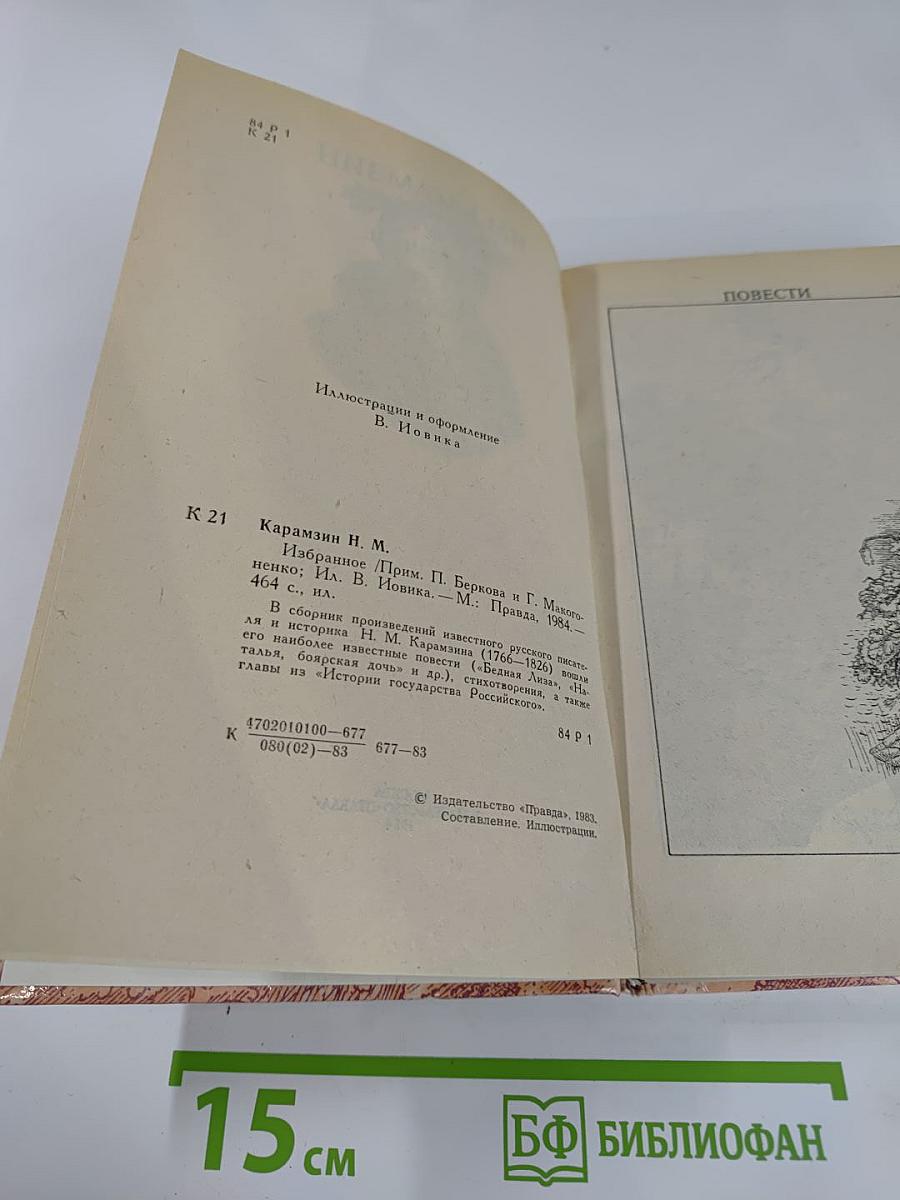 84 Р 1
К 21
Иллюстрации и оформление
В. Иовика
К 21 Карамзин Н. М.
Избранное /Прим. П. Беркова и Г. Макого-
ненко; Ил. В. Иовика. — М.: Правда, 1984. —
464 с., ил.
В сборник произведений известного русского писате-
ля и историка Н. М. Карамзина (1766—1826) вошли
его наиболее известные повести («Бедная Лиза», «На-
талья, боярская дочь» и др.), стихотворения, а также
главы из «Истории государства Российского».
К 4702010100—677
080(02)—83 677—83
84 Р 1
© Издательство «Правда», 1983.
Составление. Иллюстрации.
ПОВЕСТИ
15 см
БФ БИБЛИОФАН